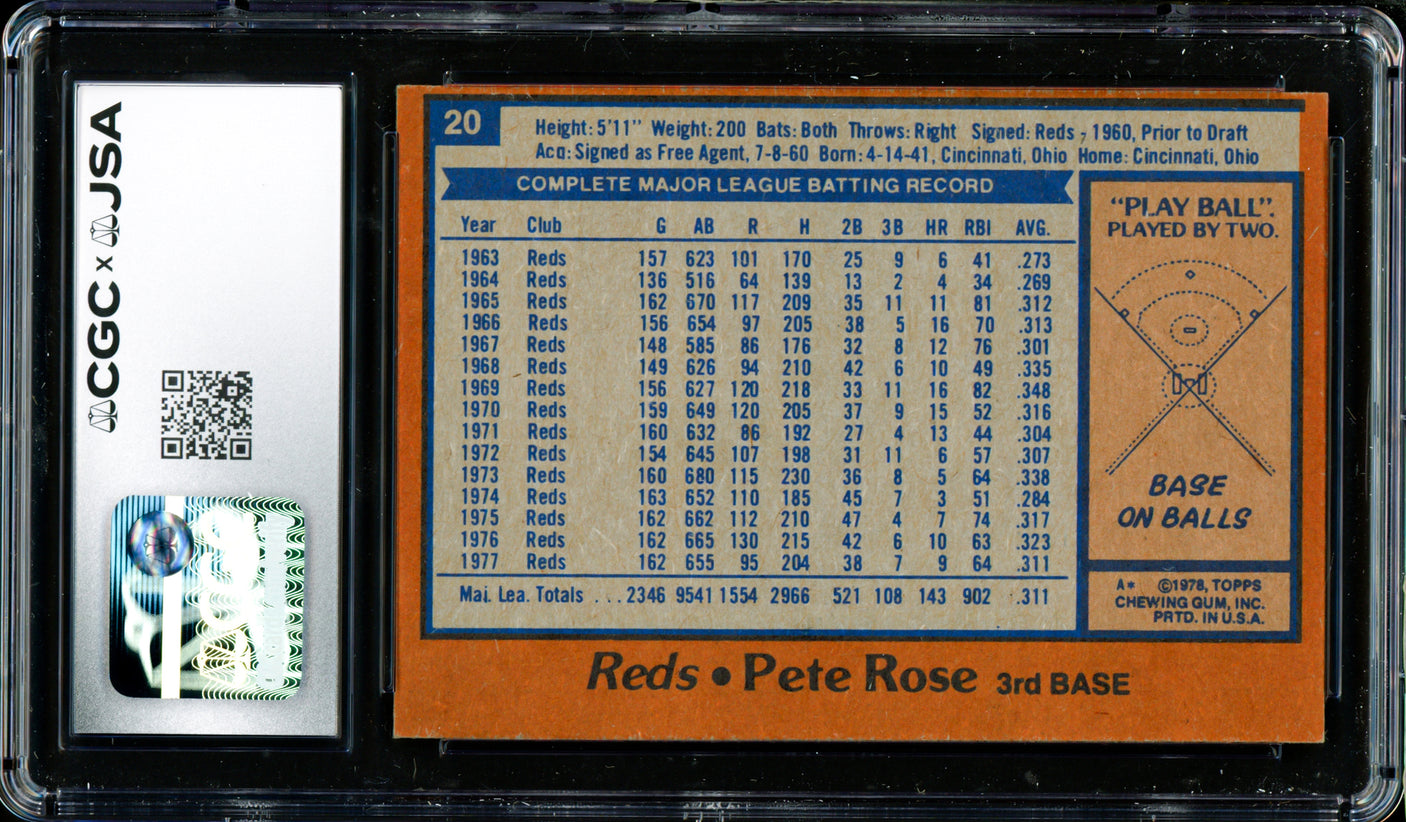 CGC x JSA
20
Height: 5'11" Weight: 200 Bats: Both Throws: Right Signed: Reds - 1960, Prior to Draft
Acq: Signed as Free Agent, 7-8-60 Born: 4-14-41, Cincinnati, Ohio Home: Cincinnati, Ohio
COMPLETE MAJOR LEAGUE BATTING RECORD
Year Club G AB R H 2B 3B HR RBI AVG.
1963 Reds 157 623 101 170 25 9 6 41 .273
1964 Reds 136 516 64 139 13 2 4 34 .269
1965 Reds 162 670 117 209 35 11 11 81 .312
1966 Reds 156 654 97 205 38 5 16 70 .313
1967 Reds 148 585 86 176 32 8 12 76 .301
1968 Reds 149 626 94 210 42 6 10 49 .335
1969 Reds 156 627 120 218 33 11 16 82 .348
1970 Reds 159 649 120 205 37 9 15 52 .316
1971 Reds 160 632 86 192 27 4 13 44 .304
1972 Reds 154 645 107 198 31 11 6 57 .307
1973 Reds 160 680 115 230 36 8 5 64 .338
1974 Reds 163 652 110 185 45 7 3 51 .284
1975 Reds 162 662 112 210 47 4 7 74 .317
1976 Reds 162 665 130 215 42 6 10 63 .323
1977 Reds 162 655 95 204 38 7 9 64 .311
Maj. Lea. Totals . . . 2346 9541 1554 2966 521 108 143 902 .311
"PLAY BALL".
PLAYED BY TWO.
BASE
ON BALLS
A* ©1978, TOPPS
CHEWING GUM, INC.
PRTD. IN U.S.A.
Reds • Pete Rose 3rd BASE